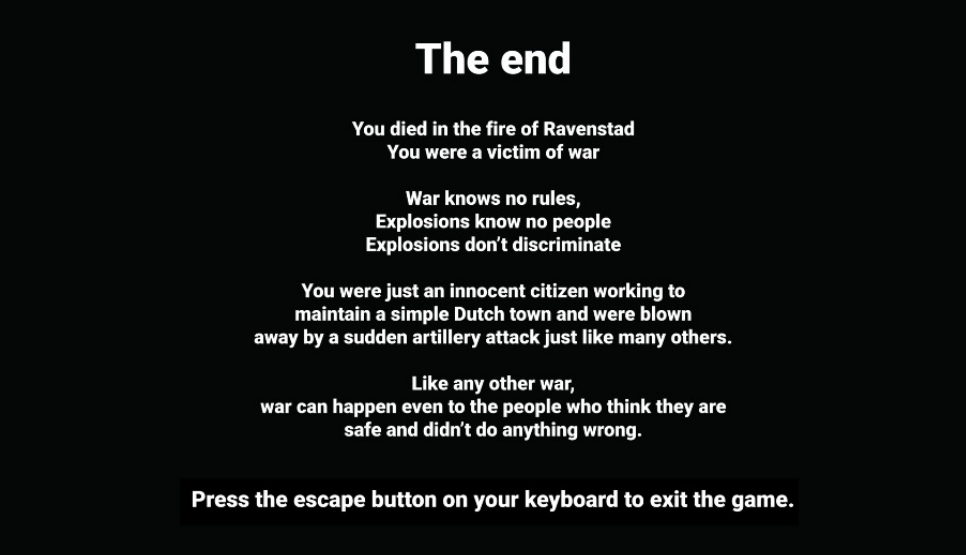 The end
You died in the fire of Ravenstad
You were a victim of war
War knows no rules,
Explosions know no people
Explosions don’t discriminate
You were just an innocent citizen working to
maintain a simple Dutch town and were blown
away by a sudden artillery attack just like many others.
Like any other war,
war can happen even to the people who think they are
safe and didn’t do anything wrong.
Press the escape button on your keyboard to exit the game.